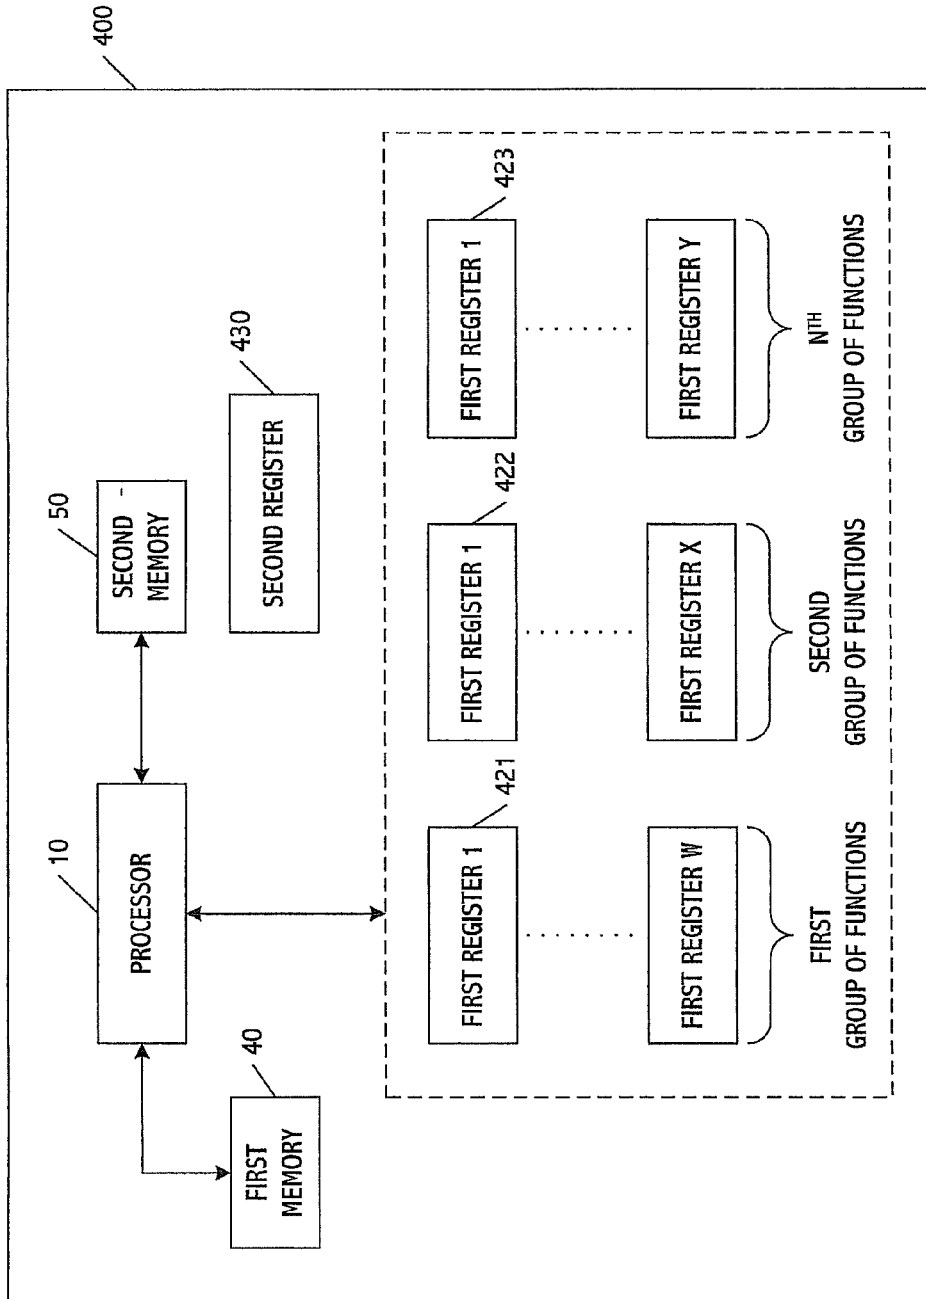 400
10
PROCESSOR
50
SECOND
MEMORY
40
FIRST
MEMORY
430
SECOND REGISTER
421
FIRST REGISTER 1
422
FIRST REGISTER 1
423
FIRST REGISTER 1
FIRST REGISTER W
FIRST REGISTER X
FIRST REGISTER Y
FIRST
GROUP OF FUNCTIONS
SECOND
GROUP OF FUNCTIONS
NTH
GROUP OF FUNCTIONS